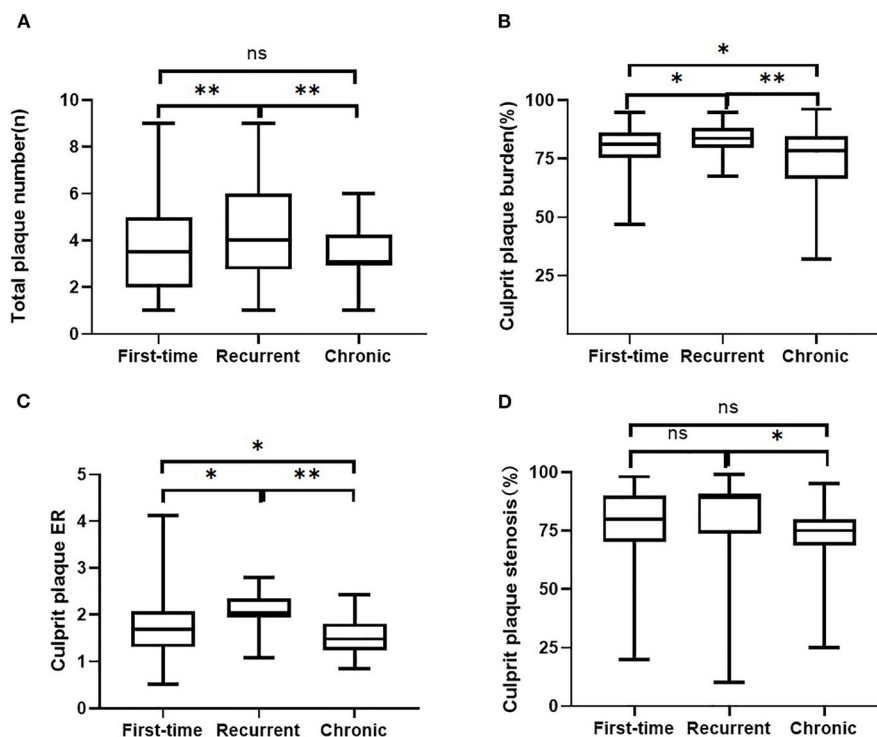 A
ns
**
**
Total plaque number(n)
10
8
6
4
2
0
First-time
Recurrent
Chronic
B
*
*
**
Culprit plaque burden(%)
100
75
50
25
First-time
Recurrent
Chronic
C
*
*
**
Culprit plaque ER
5
4
3
2
1
0
First-time
Recurrent
Chronic
D
ns
ns
*
Culprit plaque stenosis(%)
100
75
50
25
0
First-time
Recurrent
Chronic